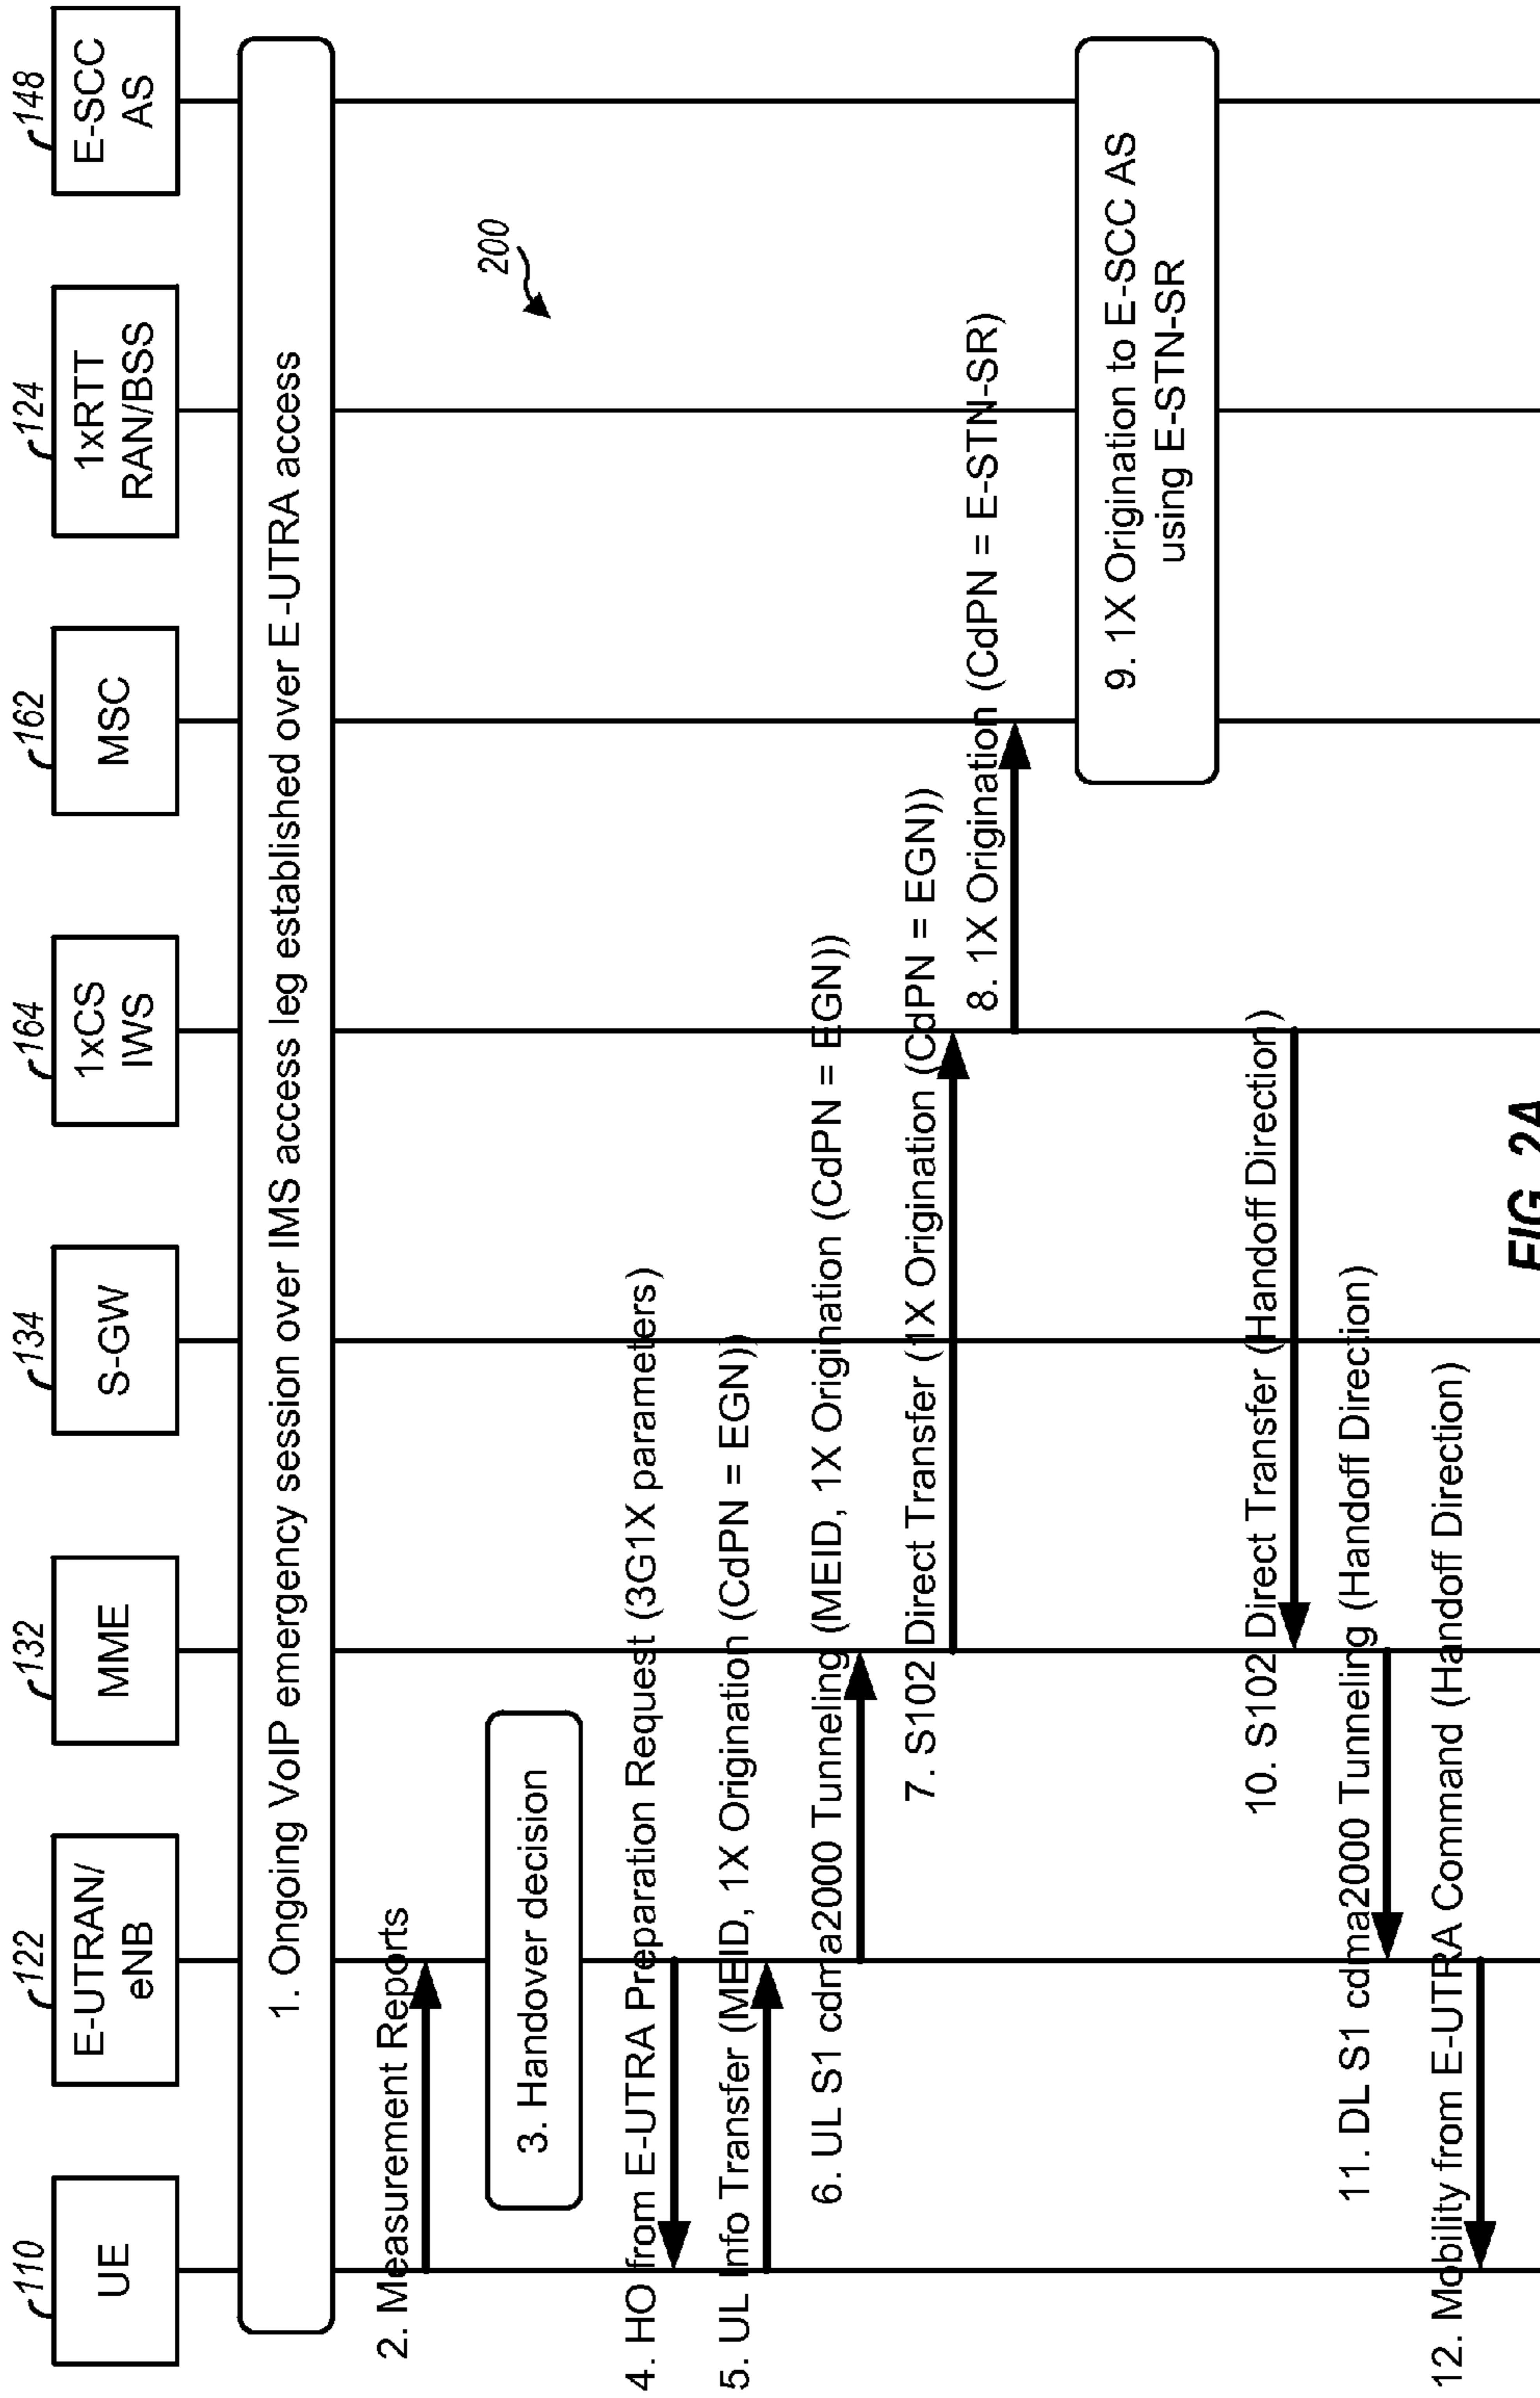 110
122
132
134
164
162
124
148
UE
E-UTRAN/
eNB
MME
S-GW
1xCS
IWS
MSC
1xRTT
RAN/BSS
E-SCC
AS
1. Ongoing VoIP emergency session over IMS access leg established over E-UTRA access
2. Measurement Reports
200
3. Handover decision
4. HO from E-UTRA Preparation Request (3G1X parameters)
5. UL Info Transfer (MEID, 1X Origination (CdPN = EGN))
6. UL S1 cdma2000 Tunneling (MEID, 1X Origination (CdPN = EGN))
7. S102 Direct Transfer (1X Origination (CdPN = EGN))
8. 1X Origination (CdPN = E-STN-SR)
9. 1X Origination to E-SCC AS
using E-STN-SR
10. S102 Direct Transfer (Handoff Direction)
11. DL S1 cdma2000 Tunneling (Handoff Direction)
12. Mobility from E-UTRA Command (Handoff Direction)
FIG. 2A